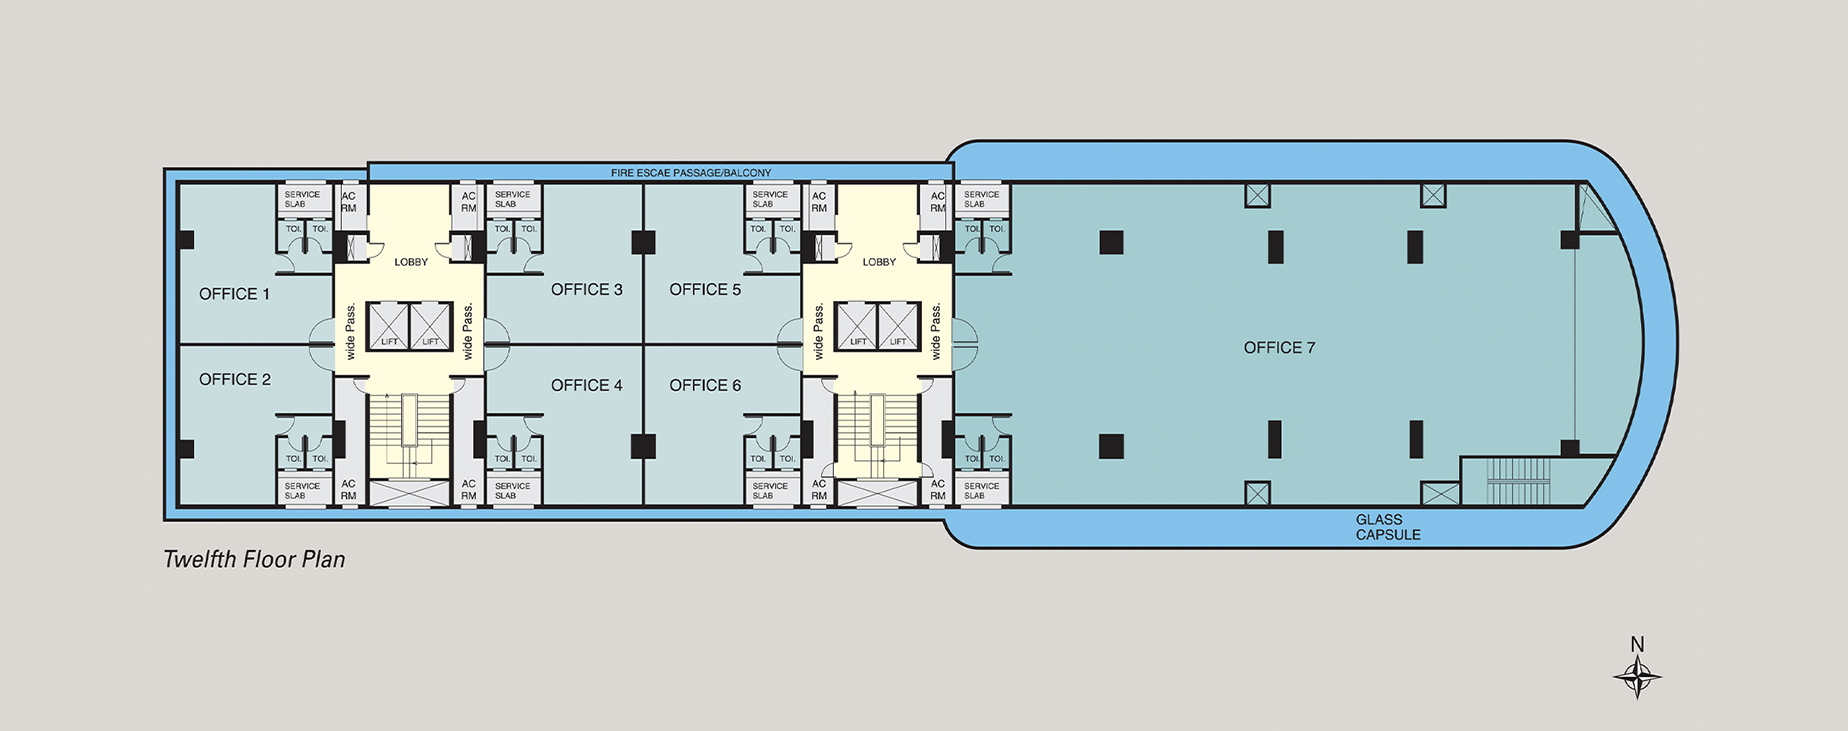 FIRE ESCAE PASSAGE/BALCONY
SERVICE
SLAB
AC
RM
AC
RM
SERVICE
SLAB
SERVICE
SLAB
AC
RM
AC
RM
SERVICE
SLAB
TOI. TOI.
TOI. TOI.
TOI. TOI.
TOI. TOI.
LOBBY
LOBBY
OFFICE 1
OFFICE 3
OFFICE 5
wide Pass.
wide Pass.
wide Pass.
wide Pass.
LIFT
LIFT
LIFT
LIFT
OFFICE 7
OFFICE 2
OFFICE 4
OFFICE 6
TOI. TOI.
TOI. TOI.
TOI. TOI.
TOI. TOI.
SERVICE
SLAB
AC
RM
AC
RM
SERVICE
SLAB
SERVICE
SLAB
AC
RM
AC
RM
SERVICE
SLAB
GLASS
CAPSULE
Twelfth Floor Plan
N